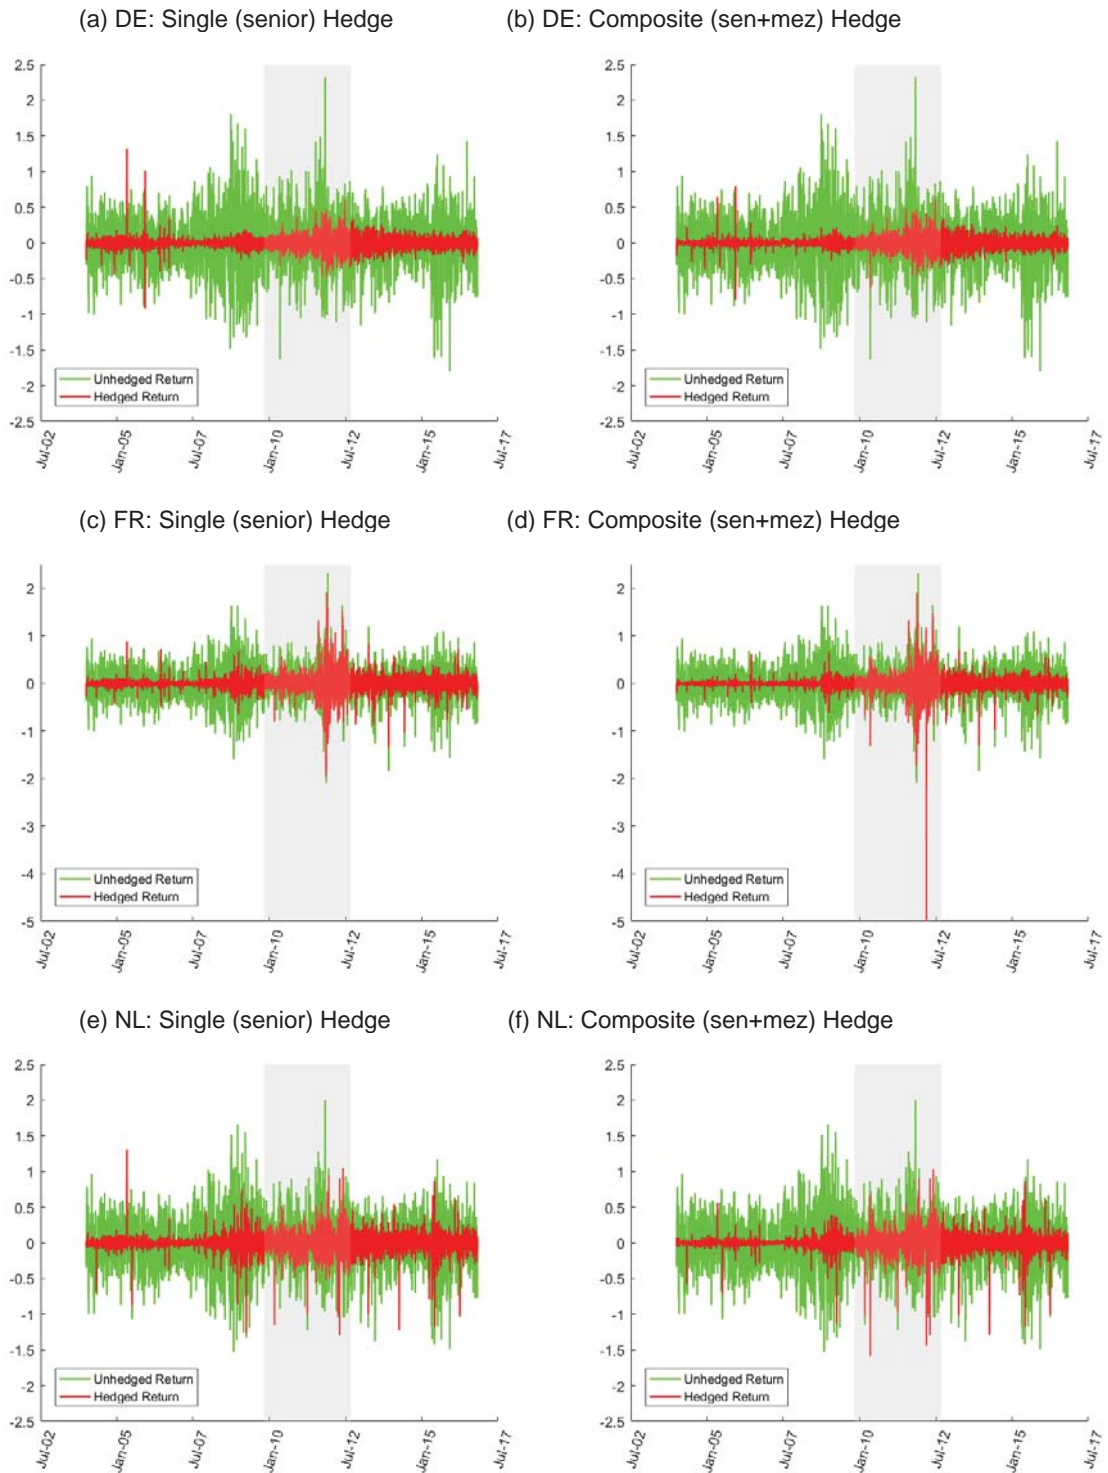 (a) DE: Single (senior) Hedge
(b) DE: Composite (sen+mez) Hedge
2.5
2
1.5
1
0.5
0
-0.5
-1
-1.5
-2
-2.5
Unhedged Return
Hedged Return
Jul-02
Jan-05
Jul-07
Jan-10
Jul-12
Jan-15
Jul-17
2.5
2
1.5
1
0.5
0
-0.5
-1
-1.5
-2
-2.5
Unhedged Return
Hedged Return
Jul-02
Jan-05
Jul-07
Jan-10
Jul-12
Jan-15
Jul-17
(c) FR: Single (senior) Hedge
(d) FR: Composite (sen+mez) Hedge
2
1
0
-1
-2
-3
-4
-5
Unhedged Return
Hedged Return
Jul-02
Jan-05
Jul-07
Jan-10
Jul-12
Jan-15
Jul-17
2
1
0
-1
-2
-3
-4
-5
Unhedged Return
Hedged Return
Jul-02
Jan-05
Jul-07
Jan-10
Jul-12
Jan-15
Jul-17
(e) NL: Single (senior) Hedge
(f) NL: Composite (sen+mez) Hedge
2.5
2
1.5
1
0.5
0
-0.5
-1
-1.5
-2
-2.5
Unhedged Return
Hedged Return
Jul-02
Jan-05
Jul-07
Jan-10
Jul-12
Jan-15
Jul-17
2.5
2
1.5
1
0.5
0
-0.5
-1
-1.5
-2
-2.5
Unhedged Return
Hedged Return
Jul-02
Jan-05
Jul-07
Jan-10
Jul-12
Jan-15
Jul-17